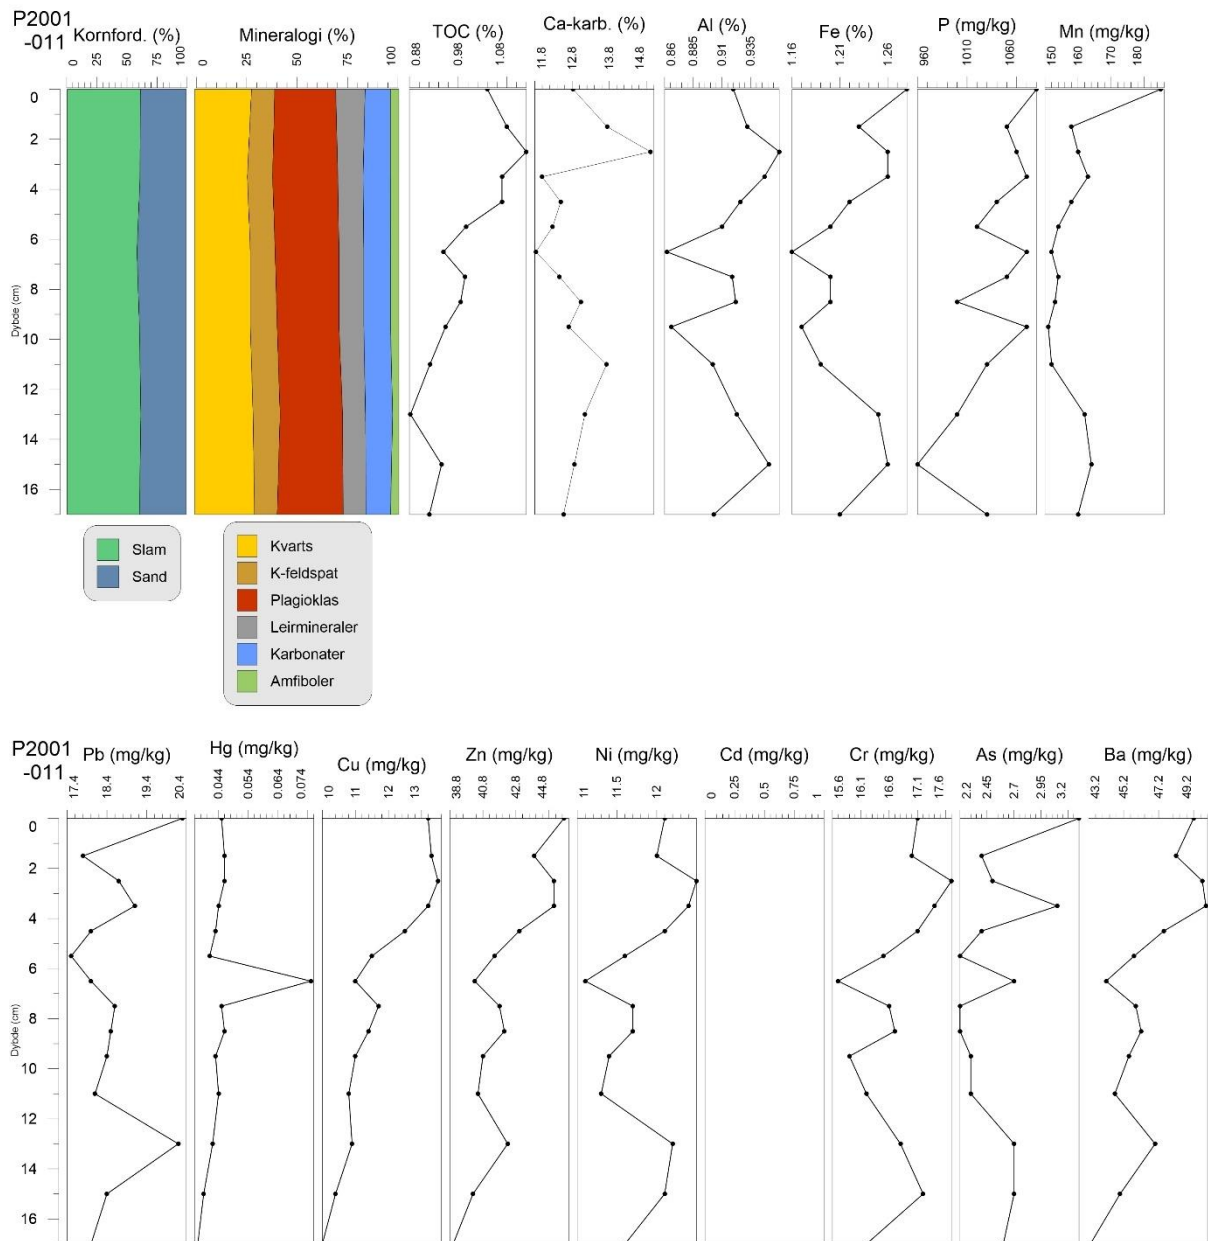 P2001
-011
Kornford. (%)
Mineralogi (%)
TOC (%)
Ca-karb. (%)
Al (%)
Fe (%)
P (mg/kg)
Mn (mg/kg)
0 25 50 75 100
0 25 50 75 100
0.88 0.98 1.08
11.8 12.8 13.8 14.8
0.86 0.885 0.91 0.935
1.16 1.21 1.26
960 1010 1060
150 160 170 180
0
2
4
6
8
10
12
14
16
Dybde (cm)
Slam
Sand
Kvarts
K-feldspat
Plagioklas
Leirmineraler
Karbonater
Amfiboler
P2001
-011
Pb (mg/kg)
Hg (mg/kg)
Cu (mg/kg)
Zn (mg/kg)
Ni (mg/kg)
Cd (mg/kg)
Cr (mg/kg)
As (mg/kg)
Ba (mg/kg)
17.4 18.4 19.4 20.4
0.044 0.054 0.064 0.074
10 11 12 13
38.8 40.8 42.8 44.8
11 11.5 12
0 0.25 0.5 0.75 1
15.6 16.1 16.6 17.1 17.6
2.2 2.45 2.7 2.95 3.2
43.2 45.2 47.2 49.2
0
2
4
6
8
10
12
14
16
Dybde (cm)